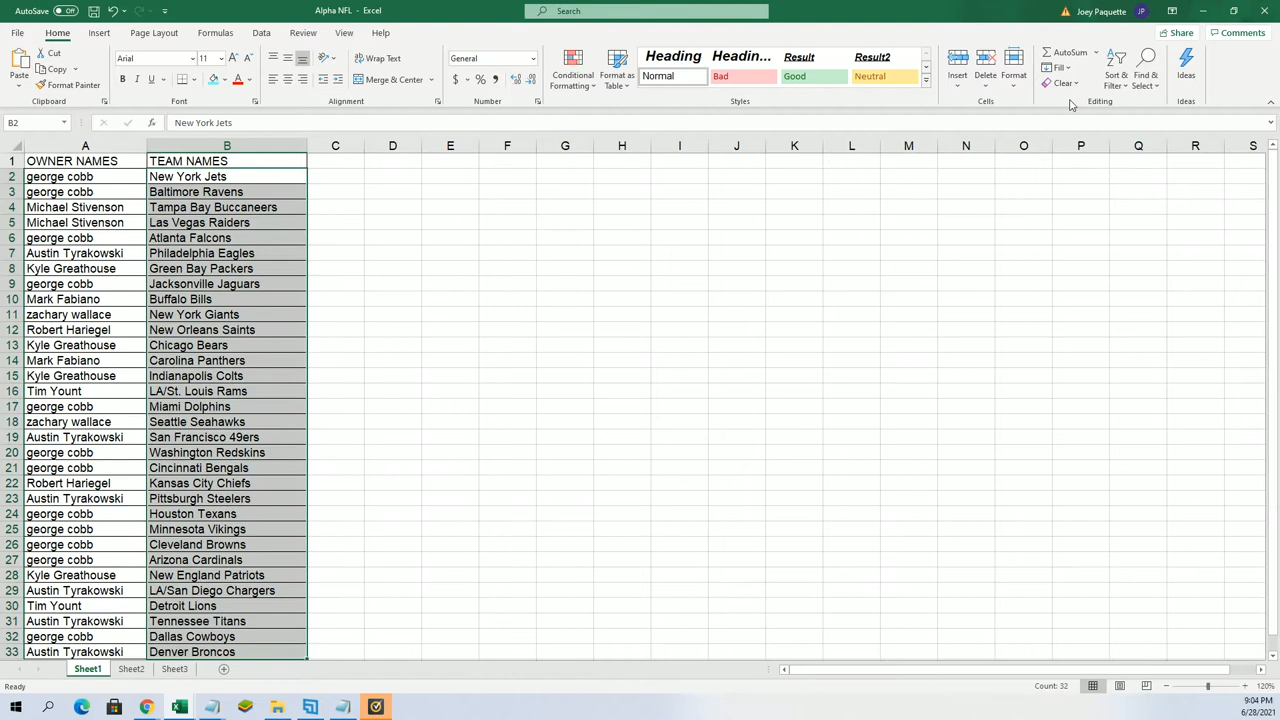 AutoSave Off Alpha NFL - Excel Search Joey Paquette JP
File Home Insert Page Layout Formulas Data Review View Help Share Comments
Paste Cut Copy Format Painter Clipboard
Arial 11 B I U A A Font
Wrap Text Merge & Center Alignment
General $ % Number
Conditional Formatting Format as Table
Heading Headin... Result Result2
Normal Bad Good Neutral Styles
Insert Delete Format Cells
AutoSum Fill Clear Sort & Filter Find & Select Editing
Ideas Ideas
B2 fx New York Jets
A B C D E F G H I J K L M N O P Q R S
1 OWNER NAMES TEAM NAMES
2 george cobb New York Jets
3 george cobb Baltimore Ravens
4 Michael Stivenson Tampa Bay Buccaneers
5 Michael Stivenson Las Vegas Raiders
6 george cobb Atlanta Falcons
7 Austin Tyrakowski Philadelphia Eagles
8 Kyle Greathouse Green Bay Packers
9 george cobb Jacksonville Jaguars
10 Mark Fabiano Buffalo Bills
11 zachary wallace New York Giants
12 Robert Hariegel New Orleans Saints
13 Kyle Greathouse Chicago Bears
14 Mark Fabiano Carolina Panthers
15 Kyle Greathouse Indianapolis Colts
16 Tim Yount LA/St. Louis Rams
17 george cobb Miami Dolphins
18 zachary wallace Seattle Seahawks
19 Austin Tyrakowski San Francisco 49ers
20 george cobb Washington Redskins
21 george cobb Cincinnati Bengals
22 Robert Hariegel Kansas City Chiefs
23 Austin Tyrakowski Pittsburgh Steelers
24 george cobb Houston Texans
25 george cobb Minnesota Vikings
26 george cobb Cleveland Browns
27 george cobb Arizona Cardinals
28 Kyle Greathouse New England Patriots
29 Austin Tyrakowski LA/San Diego Chargers
30 Tim Yount Detroit Lions
31 Austin Tyrakowski Tennessee Titans
32 george cobb Dallas Cowboys
33 Austin Tyrakowski Denver Broncos
Sheet1 Sheet2 Sheet3
Ready Count: 32 120%
9:04 PM
6/28/2021